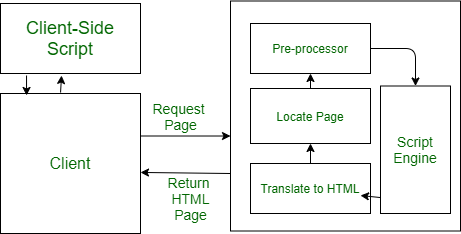 Client-Side
Script
Client
Request
Page
Return
HTML
Page
Pre-processor
Locate Page
Translate to HTML
Script
Engine